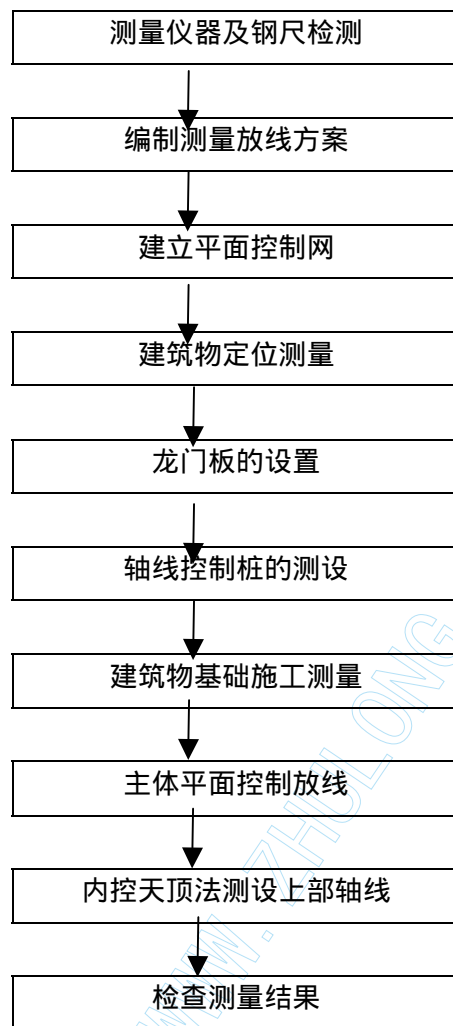 测量仪器及钢尺检测
编制测量放线方案
建立平面控制网
建筑物定位测量
龙门板的设置
轴线控制桩的测设
建筑物基础施工测量
主体平面控制放线
内控天顶法测设上部轴线
检查测量结果
WWW.ZHULONG